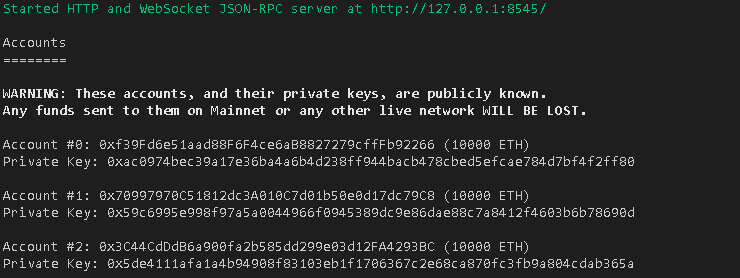 Started HTTP and WebSocket JSON-RPC server at http://127.0.0.1:8545/
Accounts
========
WARNING: These accounts, and their private keys, are publicly known.
Any funds sent to them on Mainnet or any other live network WILL BE LOST.
Account #0: 0xf39Fd6e51aad88F6F4ce6aB8827279cffFb92266 (10000 ETH)
Private Key: 0xac0974bec39a17e36ba4a6b4d238ff944bacb478cbed5efcae784d7bf4f2ff80
Account #1: 0x70997970C51812dc3A010C7d01b50e0d17dc79C8 (10000 ETH)
Private Key: 0x59c6995e998f97a5a0044966f0945389dc9e86dae88c7a8412f4603b6b78690d
Account #2: 0x3C44CdDdB6a900fa2b585dd299e03d12FA4293BC (10000 ETH)
Private Key: 0x5de4111afa1a4b94908f83103eb1f1706367c2e68ca870fc3fb9a804cdab365a